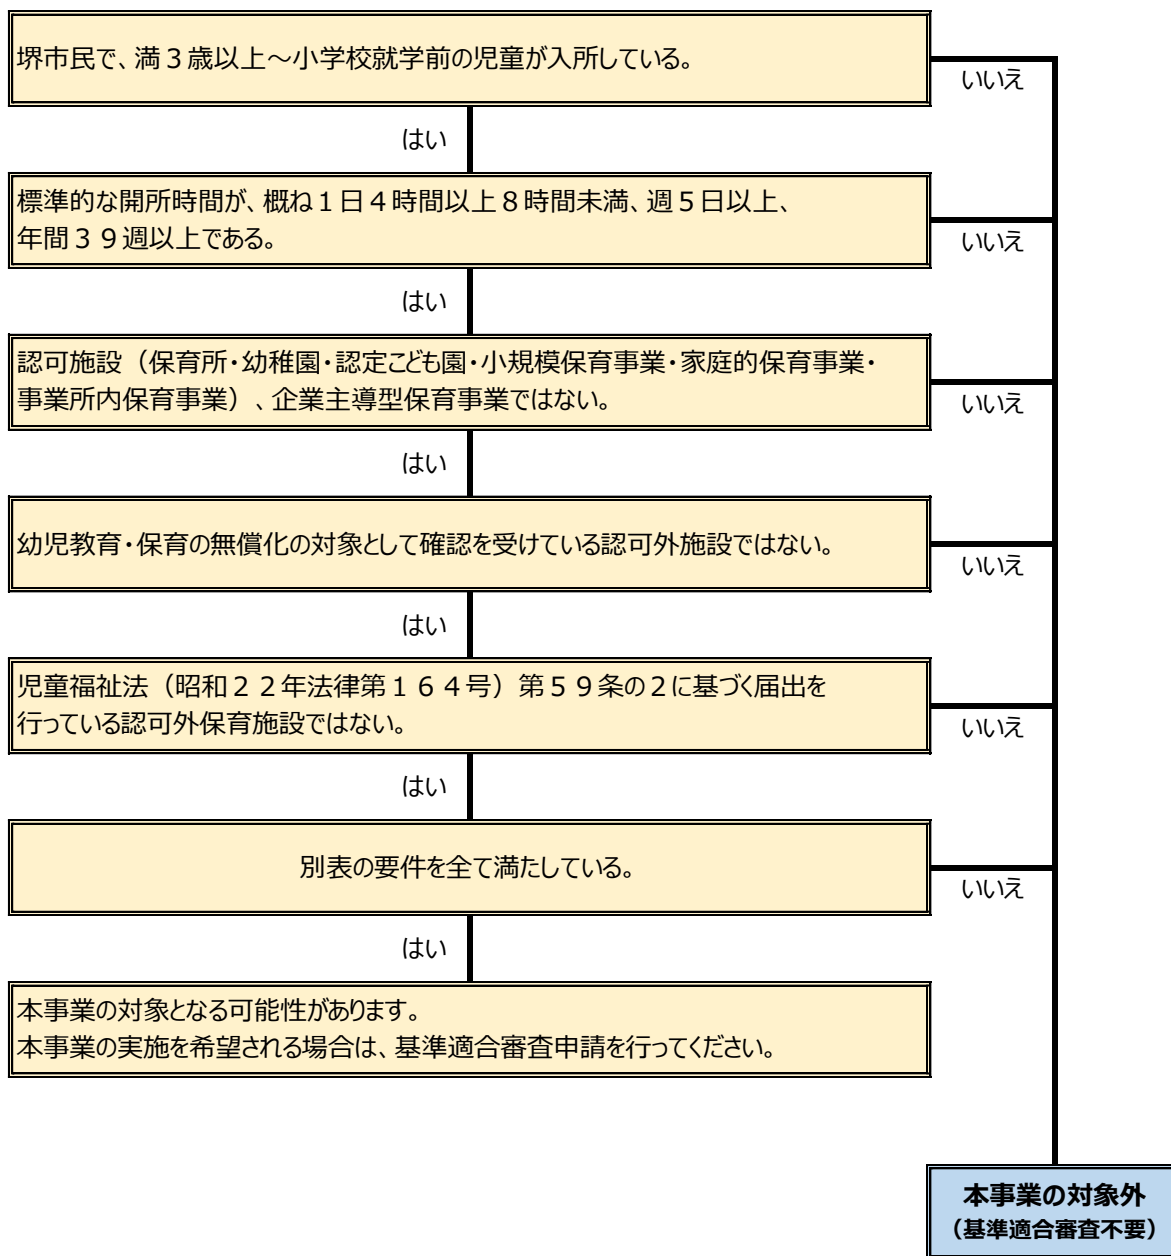 堺市民で、満３歳以上～小学校就学前の児童が入所している。
いいえ
はい
標準的な開所時間が、概ね１日４時間以上８時間未満、週５日以上、
年間３９週以上である。
いいえ
はい
認可施設（保育所・幼稚園・認定こども園・小規模保育事業・家庭的保育事業・
事業所内保育事業）、企業主導型保育事業ではない。
いいえ
はい
幼児教育・保育の無償化の対象として確認を受けている認可外施設ではない。
いいえ
はい
児童福祉法（昭和２２年法律第１６４号）第５９条の２に基づく届出を
行っている認可外保育施設ではない。
いいえ
はい
別表の要件を全て満たしている。
いいえ
はい
本事業の対象となる可能性があります。
本事業の実施を希望される場合は、基準適合審査申請を行ってください。
本事業の対象外
（基準適合審査不要）